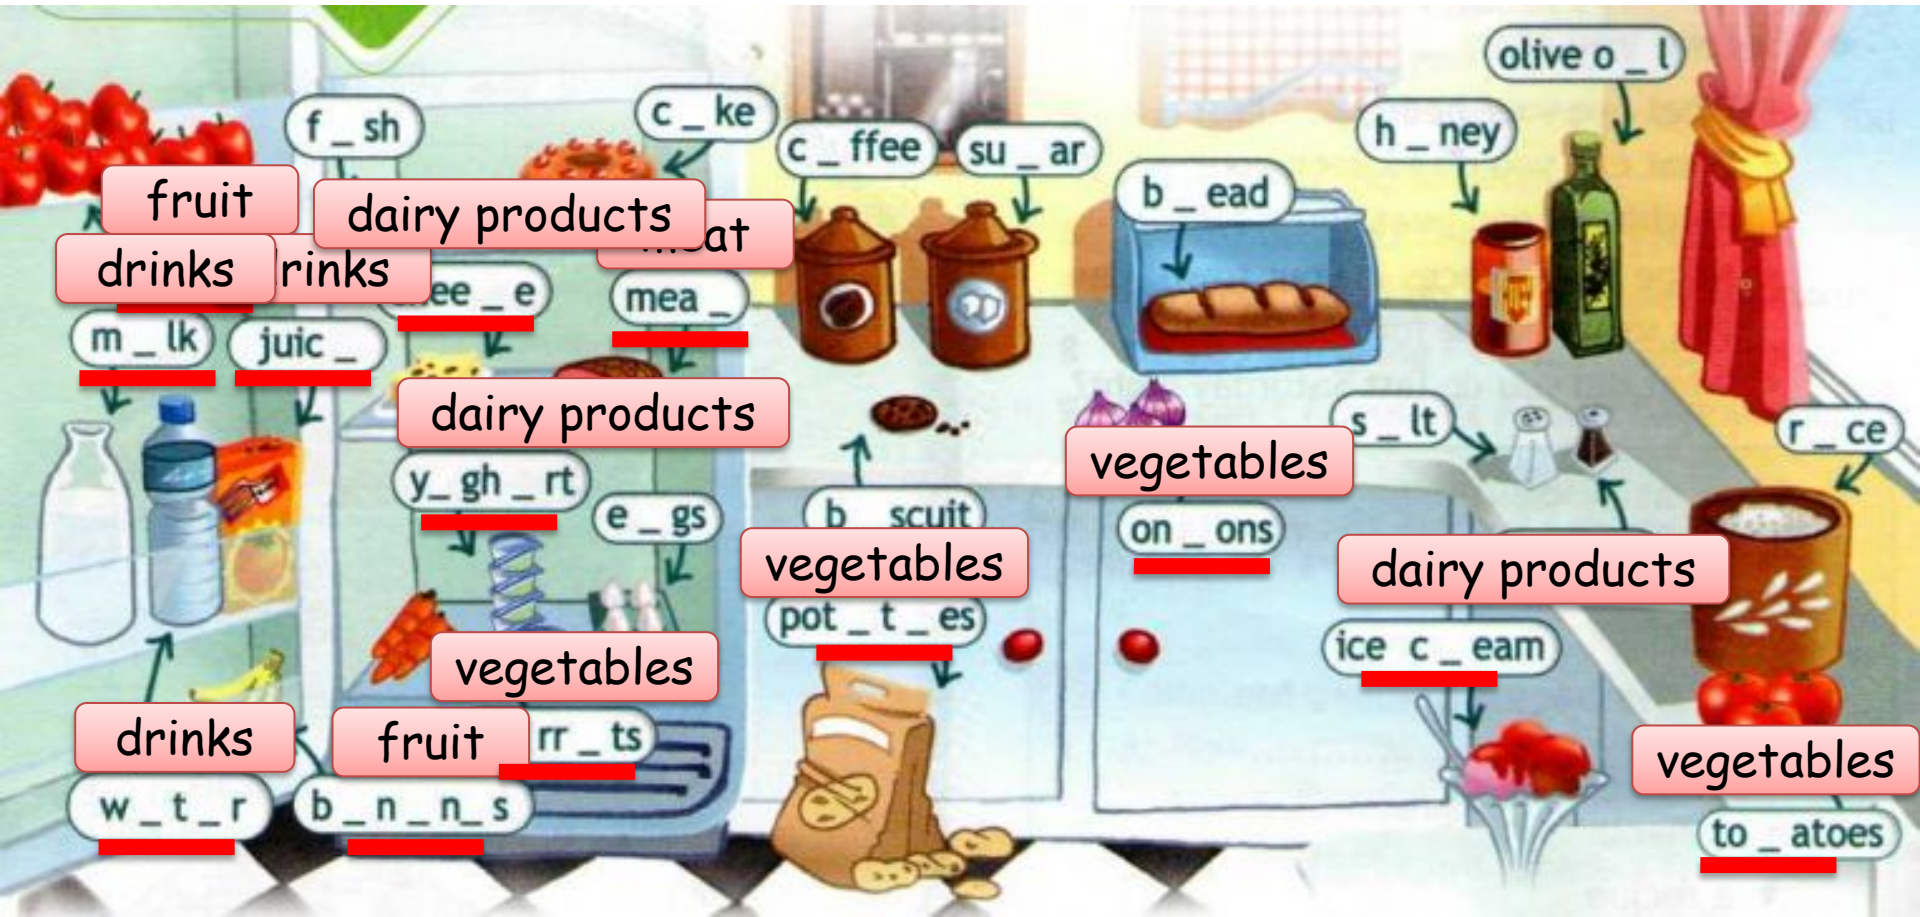 olive o _ l
c _ ke
f _ sh
h _ ney
c _ ffee
su _ ar
b _ ead
fruit
dairy products
drinks
mea _
m _ lk
juic _
dairy products
s _ lt
r _ ce
vegetables
y_ gh _ rt
e _ gs
b _ scuit
on _ ons
vegetables
dairy products
pot _ t _ es
ice c _ eam
vegetables
drinks
fruit
rr _ ts
vegetables
w _ t _ r
b _ n _ n_ s
to _ atoes